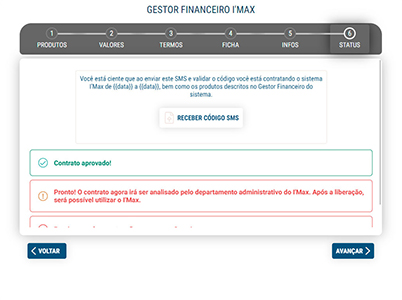 GESTOR FINANCEIRO I'MAX
1 2 3 4 5 6
PRODUTOS VALORES TERMOS FICHA INFOS STATUS
Você está ciente que ao enviar este SMS e validar o código você está contratando o sistema
I'Max de {{data}} a {{data}}, bem como os produtos descritos no Gestor Financeiro do
sistema.
RECEBER CÓDIGO SMS
Contrato aprovado!
Pronto! O contrato agora irá ser analisado pelo departamento administrativo do I'Max. Após a liberação,
será possível utilizar o I'Max.
VOLTAR
AVANÇAR